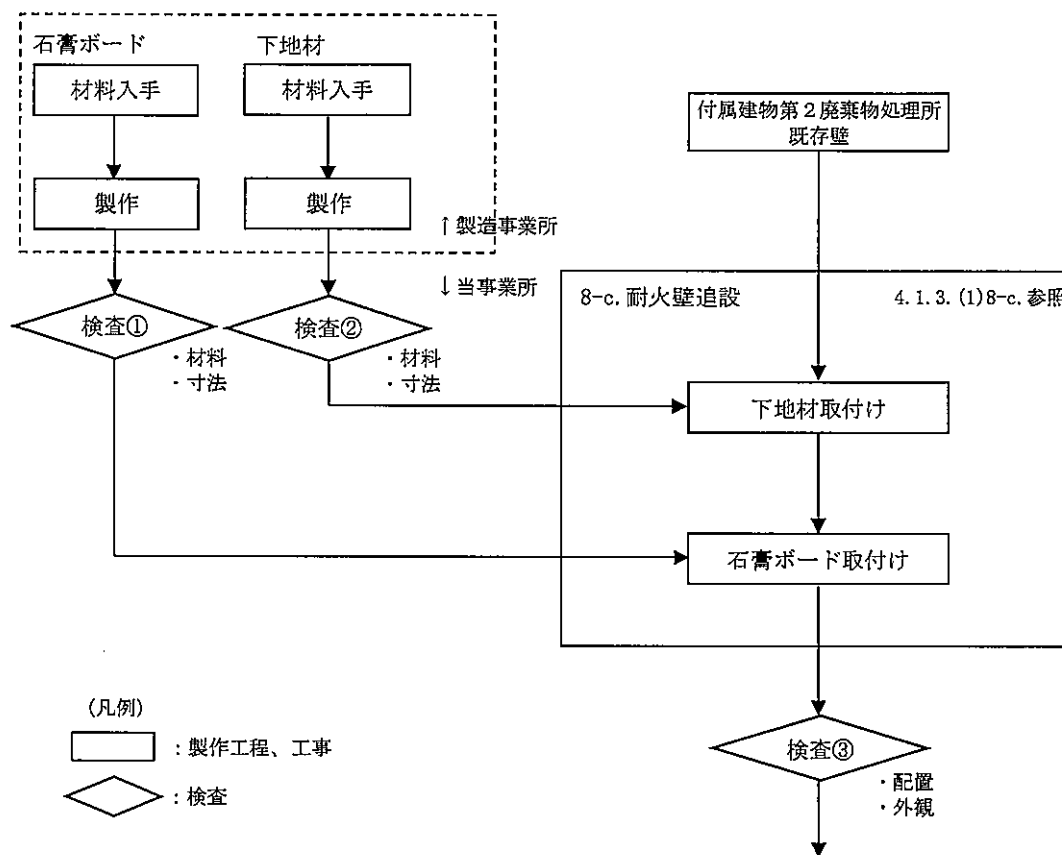 石膏ボード
下地材
材料入手
材料入手
付属建物第2廃棄物処理所
既存壁
製作
製作
↑製造事業所
↓当事業所
8-c. 耐火壁追設
4.1.3.(1)8-c.参照
検査①
・材料
・寸法
検査②
・材料
・寸法
下地材取付け
石膏ボード取付け
(凡例)
:製作工程、工事
:検査
検査③
・配置
・外観